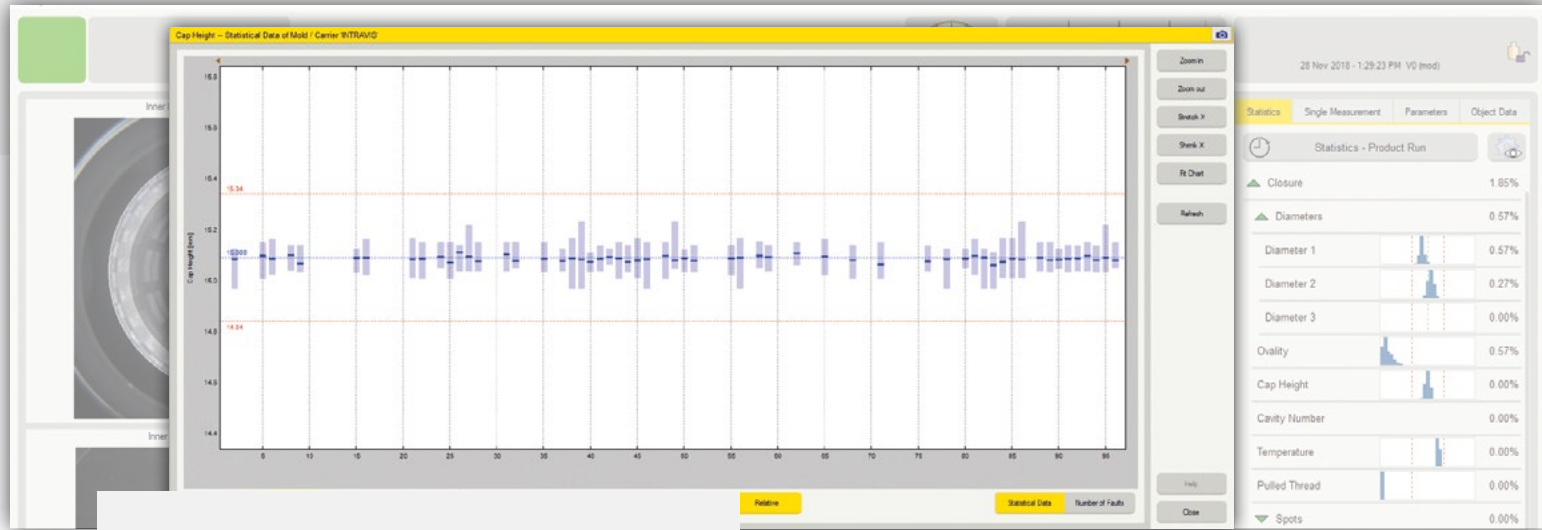 Cap Height -- Statistical Data of Mold / Carrier 'INTRAVIS'
28 Nov 2018 - 1:29:23 PM V0 (mod)
Inner
Inner
Cap Height [mm]
15.8
15.6
15.4
15.34
15.2
15.0
14.8
14.84
14.6
14.4
5 10 15 20 25 30 35 40 45 50 55 60 65 70 75 80 85 90 95
Relative
Statistical Data
Number of Faults
Zoom in
Zoom out
Stretch X
Shrink X
Fit Chart
Refresh
Help
Close
Statistics Single Measurement Parameters Object Data
Statistics - Product Run
Closure 1.85%
Diameters 0.57%
Diameter 1 0.57%
Diameter 2 0.27%
Diameter 3 0.00%
Ovality 0.57%
Cap Height 0.00%
Cavity Number 0.00%
Temperature 0.00%
Pulled Thread 0.00%
Spots 0.00%